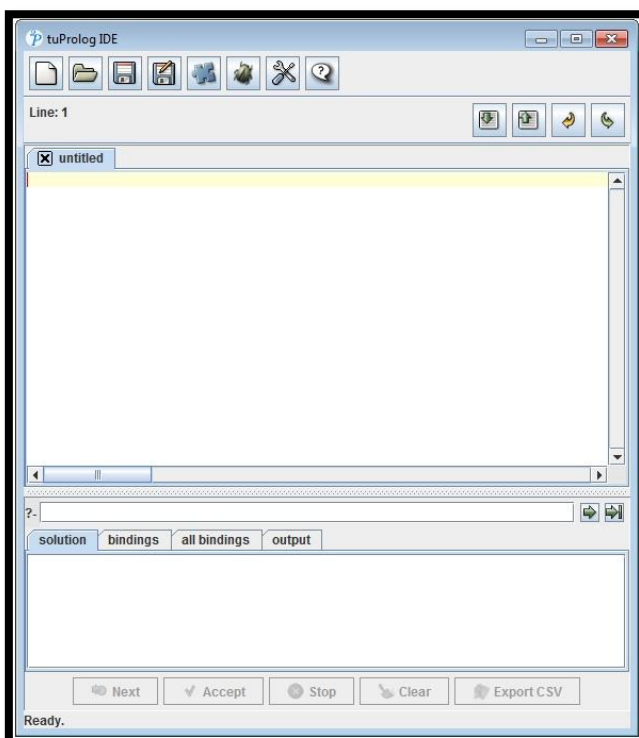 tuProlog IDE
Line: 1
untitled
?-
solution bindings all bindings output
Next Accept Stop Clear Export CSV
Ready.